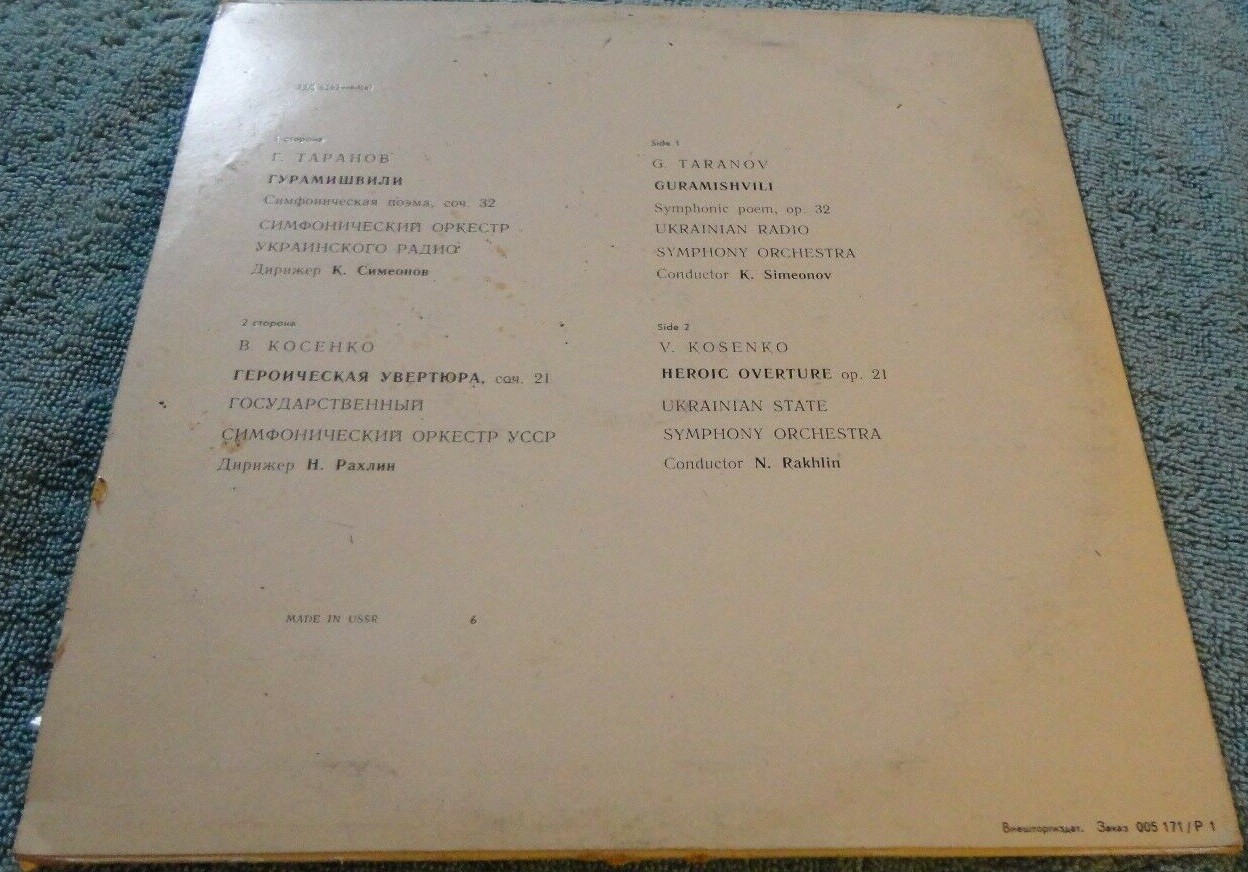 1 сторона
Г. ТАРАНОВ
ГУРАМИШВИЛИ
Симфоническая поэма, соч. 32
СИМФОНИЧЕСКИЙ ОРКЕСТР
УКРАИНСКОГО РАДИО
Дирижер К. Симеонов
2 сторона
В. КОСЕНКО
ГЕРОИЧЕСКАЯ УВЕРТЮРА, соч. 21
ГОСУДАРСТВЕННЫЙ
СИМФОНИЧЕСКИЙ ОРКЕСТР УССР
Дирижер Н. Рахлин
Side 1
G. TARANOV
GURAMISHVILI
Symphonic poem, op. 32
UKRAINIAN RADIO
SYMPHONY ORCHESTRA
Conductor K. Simeonov
Side 2
V. KOSENKO
HEROIC OVERTURE op. 21
UKRAINIAN STATE
SYMPHONY ORCHESTRA
Conductor N. Rakhlin
MADE IN USSR 6
Внешторгиздат. Заказ 005 171/Р 1